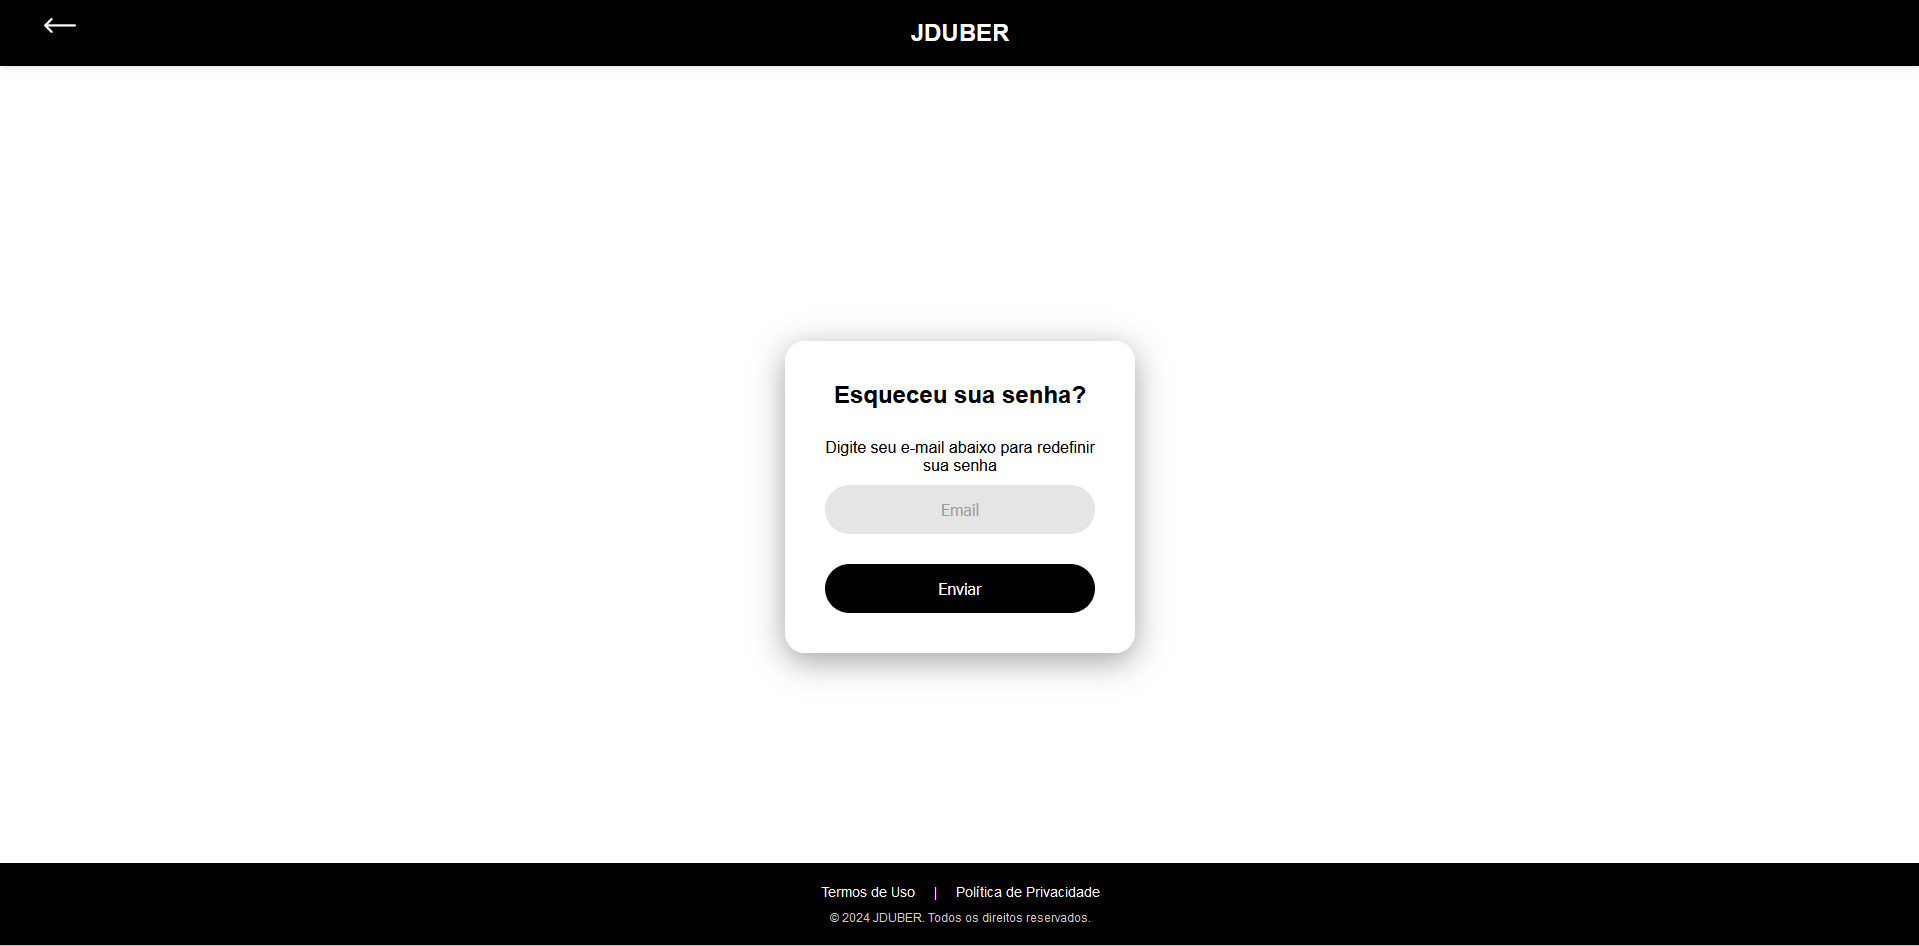 JDUBER
Esqueceu sua senha?
Digite seu e-mail abaixo para redefinir
sua senha
Email
Enviar
Termos de Uso | Política de Privacidade
© 2024 JDUBER. Todos os direitos reservados.